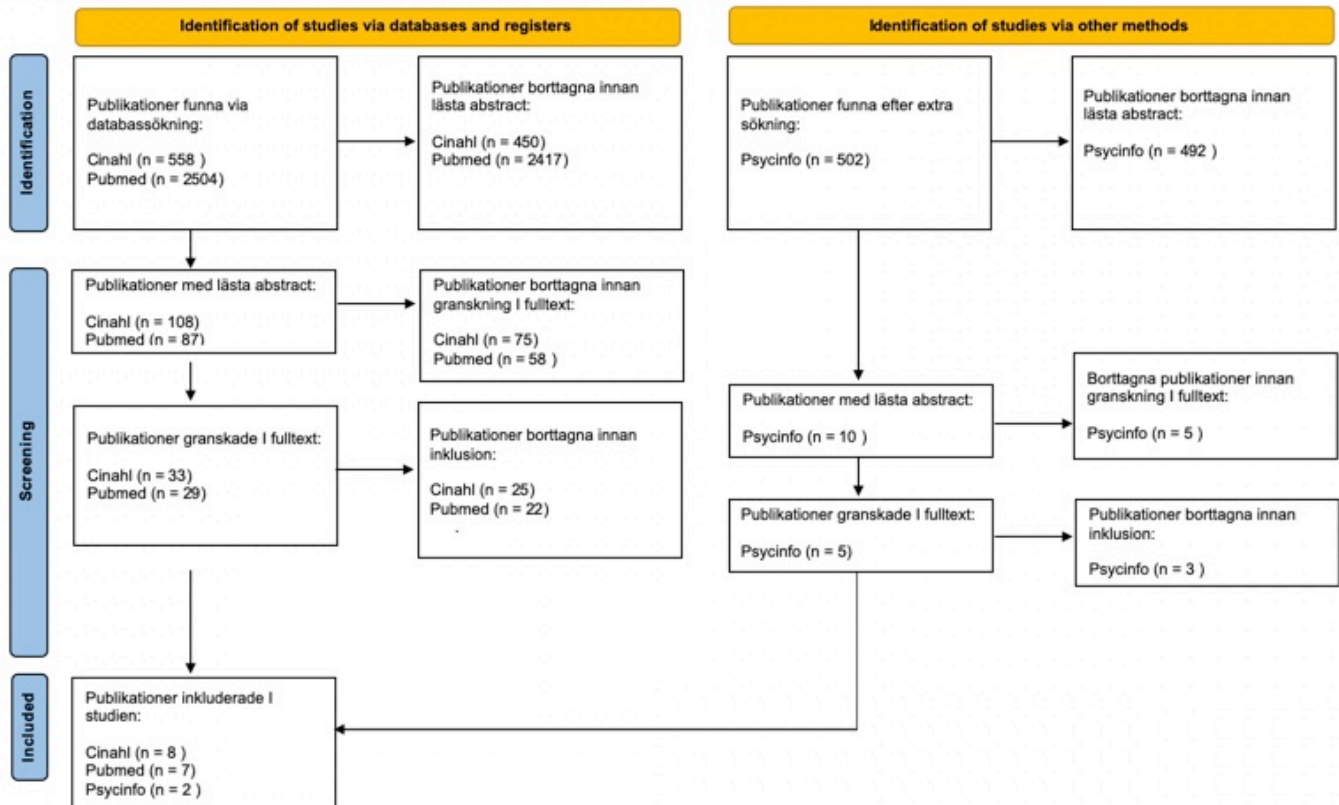 Identification of studies via databases and registers
Identification of studies via other methods
Identification
Publikationer funna via
databassökning:
Cinahl (n = 558 )
Pubmed (n = 2504)
Publikationer borttagna innan
lästa abstract:
Cinahl (n = 450)
Pubmed (n = 2417)
Publikationer funna efter extra
sökning:
Psycinfo (n = 502)
Publikationer borttagna innan
lästa abstract:
Psycinfo (n = 492 )
Screening
Publikationer med lästa abstract:
Cinahl (n = 108)
Pubmed (n = 87)
Publikationer borttagna innan
granskning I fulltext:
Cinahl (n = 75)
Pubmed (n = 58 )
Publikationer med lästa abstract:
Psycinfo (n = 10 )
Borttagna publikationer innan
granskning I fulltext:
Psycinfo (n = 5 )
Publikationer granskade I fulltext:
Cinahl (n = 33)
Pubmed (n = 29)
Publikationer borttagna innan
inklusion:
Cinahl (n = 25)
Pubmed (n = 22)
.
Publikationer granskade I fulltext:
Psycinfo (n = 5)
Publikationer borttagna innan
inklusion:
Psycinfo (n = 3 )
Included
Publikationer inkluderade I
studien:
Cinahl (n = 8 )
Pubmed (n = 7)
Psycinfo (n = 2 )